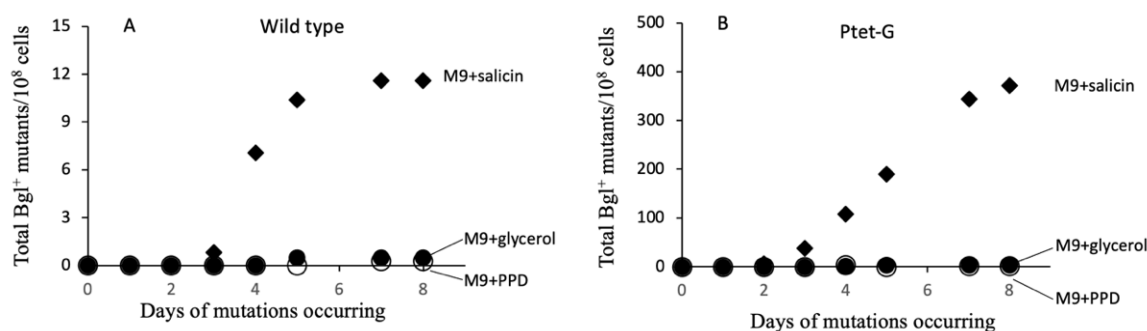 A
Wild type
Total Bgl⁺ mutants/10⁸ cells
15
12
9
6
3
0
0
2
4
6
8
Days of mutations occurring
M9+salicin
M9+glycerol
M9+PPD
B
Ptet-G
Total Bgl⁺ mutants/10⁸ cells
500
400
300
200
100
0
0
2
4
6
8
Days of mutations occurring
M9+salicin
M9+glycerol
M9+PPD